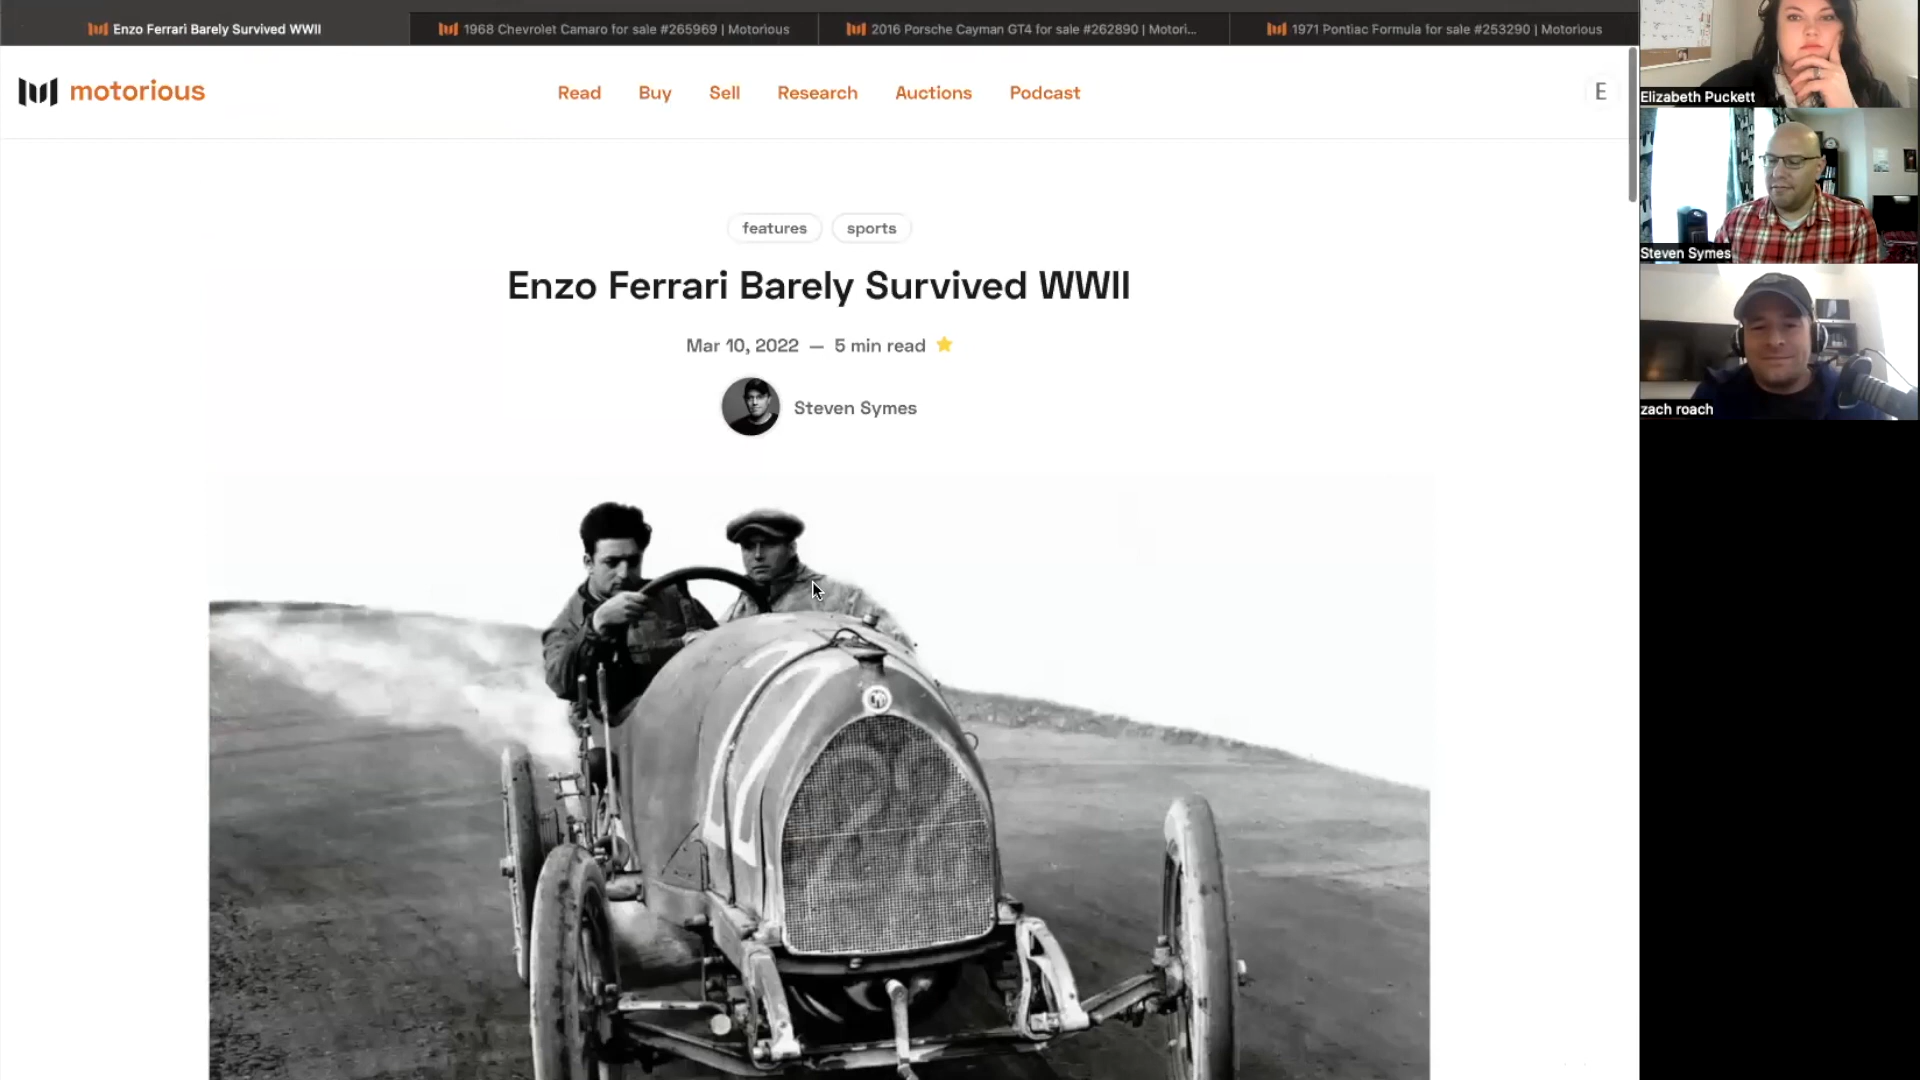 Enzo Ferrari Barely Survived WWII
1968 Chevrolet Camaro for sale #265969 | Motorious
2016 Porsche Cayman GT4 for sale #262890 | Motori...
1971 Pontiac Formula for sale #253290 | Motorious
motorious
Read
Buy
Sell
Research
Auctions
Podcast
E
features
sports
Enzo Ferrari Barely Survived WWII
Mar 10, 2022 — 5 min read
Steven Symes
22
Elizabeth Puckett
Steven Symes
zach roach